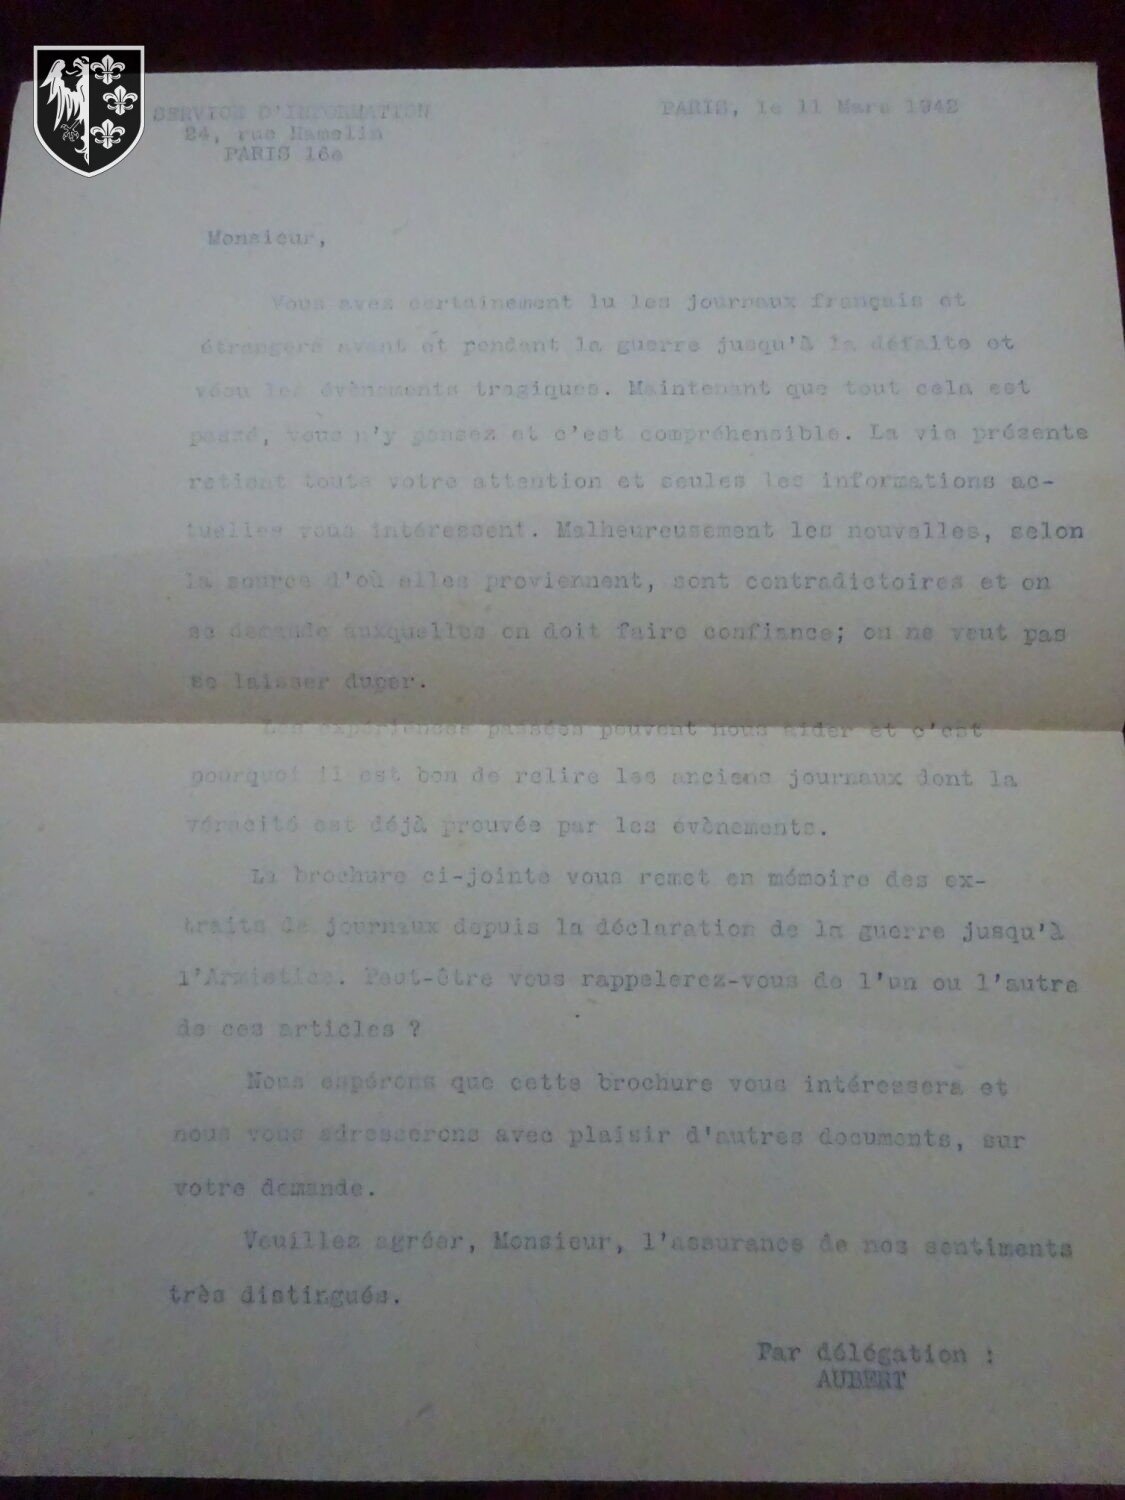 SERVICE D'INFORMATION
24, rue Hamelin
PARIS 16e
PARIS, le 11 Mars 1942
Monsieur,
Vous avez certainement lu les journaux français et
étrangers avant et pendant la guerre jusqu'à la défaite et
vécu les évènements tragiques. Maintenant que tout cela est
passé, vous n'y pensez et c'est compréhensible. La vie présente
retient toute votre attention et seules les informations ac-
tuelles vous intéressent. Malheureusement les nouvelles, selon
la source d'où elles proviennent, sont contradictoires et on
se demande auxquelles on doit faire confiance; on ne veut pas
se laisser duper.
Les expériences passées peuvent nous aider et c'est
pourquoi il est bon de relire les anciens journaux dont la
véracité est déjà prouvée par les évènements.
La brochure ci-jointe vous remet en mémoire des ex-
traits de journaux depuis la déclaration de la guerre jusqu'à
l'Armistice. Peut-être vous rappelerez-vous de l'un ou l'autre
de ces articles ?
Nous espérons que cette brochure vous intéressera et
nous vous adresserons avec plaisir d'autres documents, sur
votre demande.
Veuillez agréer, Monsieur, l'assurance de nos sentiments
très distingués.
Par délégation :
AUBERT